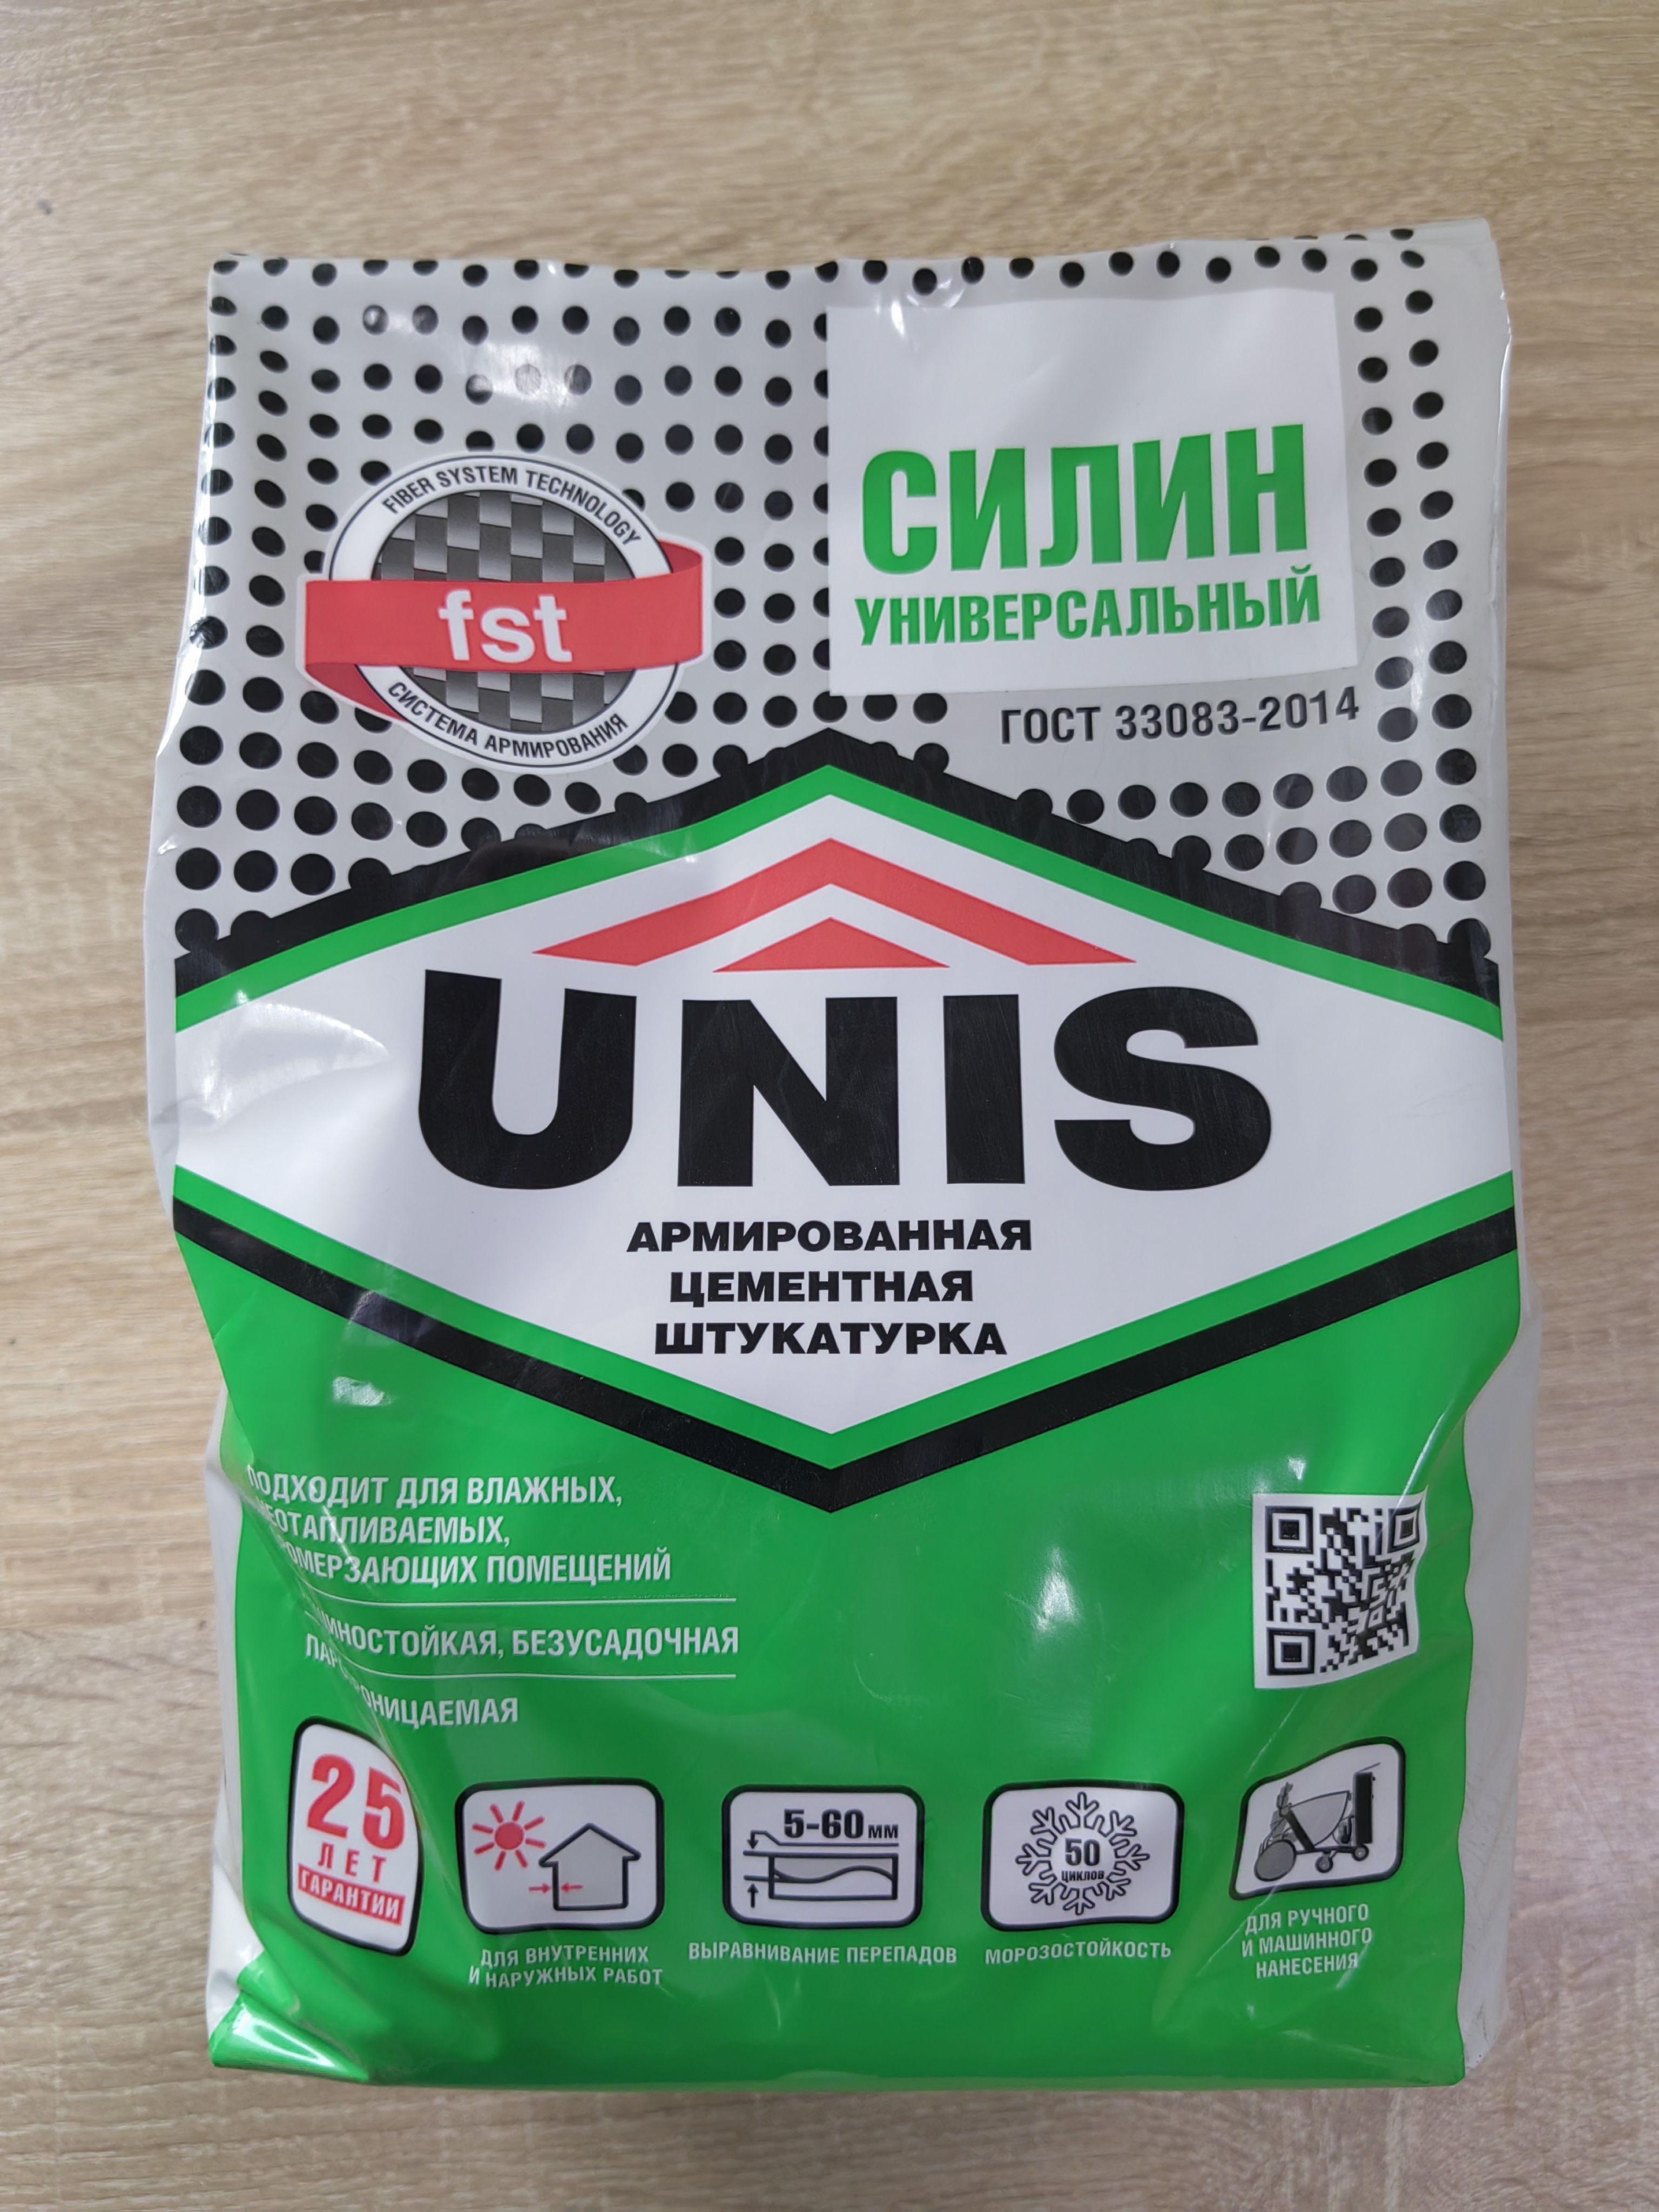 FIBER SYSTEM TECHNOLOGY
fst
СИСТЕМА АРМИРОВАНИЯ
СИЛИН
УНИВЕРСАЛЬНЫЙ
ГОСТ 33083-2014
UNIS
АРМИРОВАННАЯ
ЦЕМЕНТНАЯ
ШТУКАТУРКА
ПОДХОДИТ ДЛЯ ВЛАЖНЫХ,
НЕОТАПЛИВАЕМЫХ,
ПОМЕЩЕНИЙ
БЕЗУСАДОЧНАЯ
25
ЛЕТ
ГАРАНТИИ
ДЛЯ ВНУТРЕННИХ
И НАРУЖНЫХ РАБОТ
5-60 мм
ВЫРАВНИВАНИЕ ПЕРЕПАДОВ
50
ЦИКЛОВ
МОРОЗОСТОЙКОСТЬ
ДЛЯ РУЧНОГО
И МАШИННОГО
НАНЕСЕНИЯ